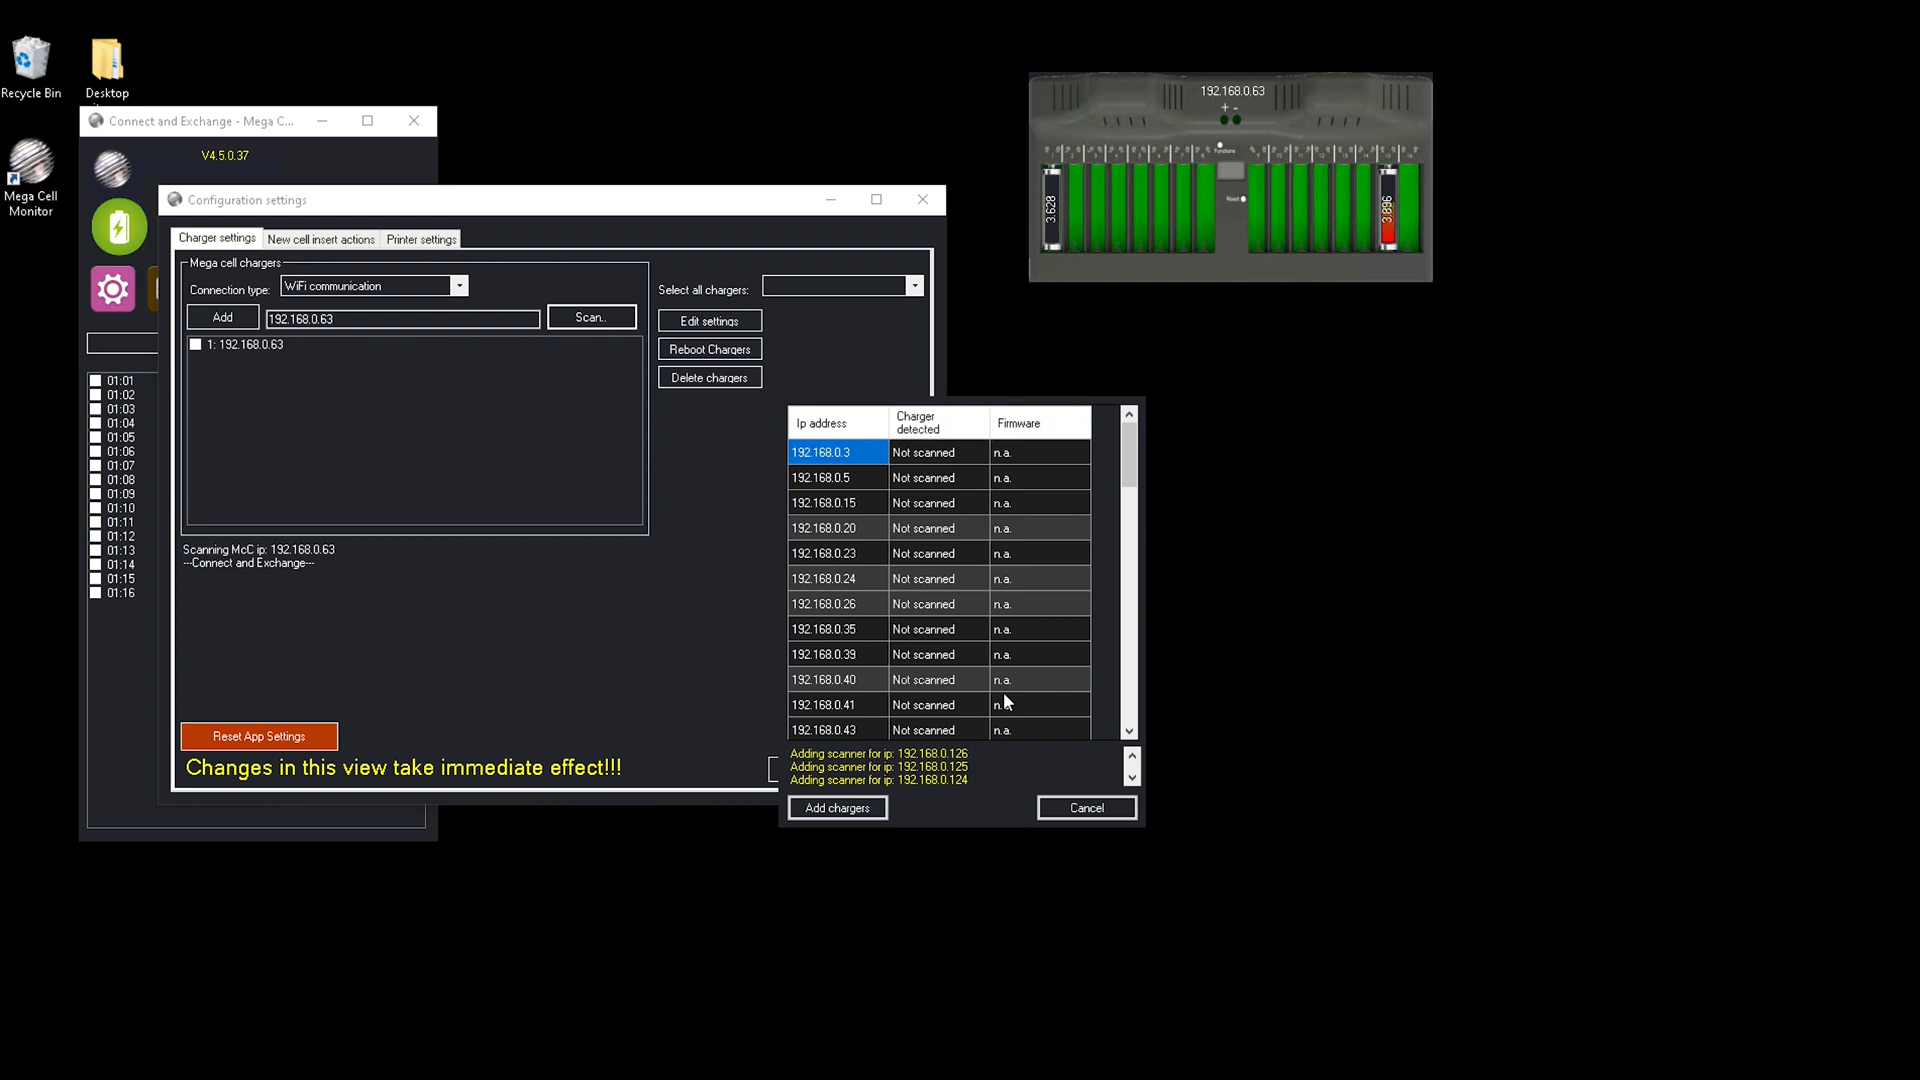 Recycle Bin
Desktop
Mega Cell
Monitor
Connect and Exchange - Mega C...
V4.5.0.37
01:01
01:02
01:03
01:04
01:05
01:06
01:07
01:08
01:09
01:10
01:11
01:12
01:13
01:14
01:15
01:16
Configuration settings
Charger settings
New cell insert actions
Printer settings
Mega cell chargers
Connection type:
WiFi communication
Add
192.168.0.63
Scan..
1: 192.168.0.63
Select all chargers:
Edit settings
Reboot Chargers
Delete chargers
Scanning McC ip: 192.168.0.63
---Connect and Exchange---
Reset App Settings
Changes in this view take immediate effect!!!
Ip address Charger detected Firmware
192.168.0.3 Not scanned n.a.
192.168.0.5 Not scanned n.a.
192.168.0.15 Not scanned n.a.
192.168.0.20 Not scanned n.a.
192.168.0.23 Not scanned n.a.
192.168.0.24 Not scanned n.a.
192.168.0.26 Not scanned n.a.
192.168.0.35 Not scanned n.a.
192.168.0.39 Not scanned n.a.
192.168.0.40 Not scanned n.a.
192.168.0.41 Not scanned
192.168.0.43 Not scanned n.a.
Adding scanner for ip: 192.168.0.126
Adding scanner for ip: 192.168.0.125
Adding scanner for ip: 192.168.0.124
Add chargers
Cancel
192.168.0.63
+ -
Functions
Reset
3.628
3.896